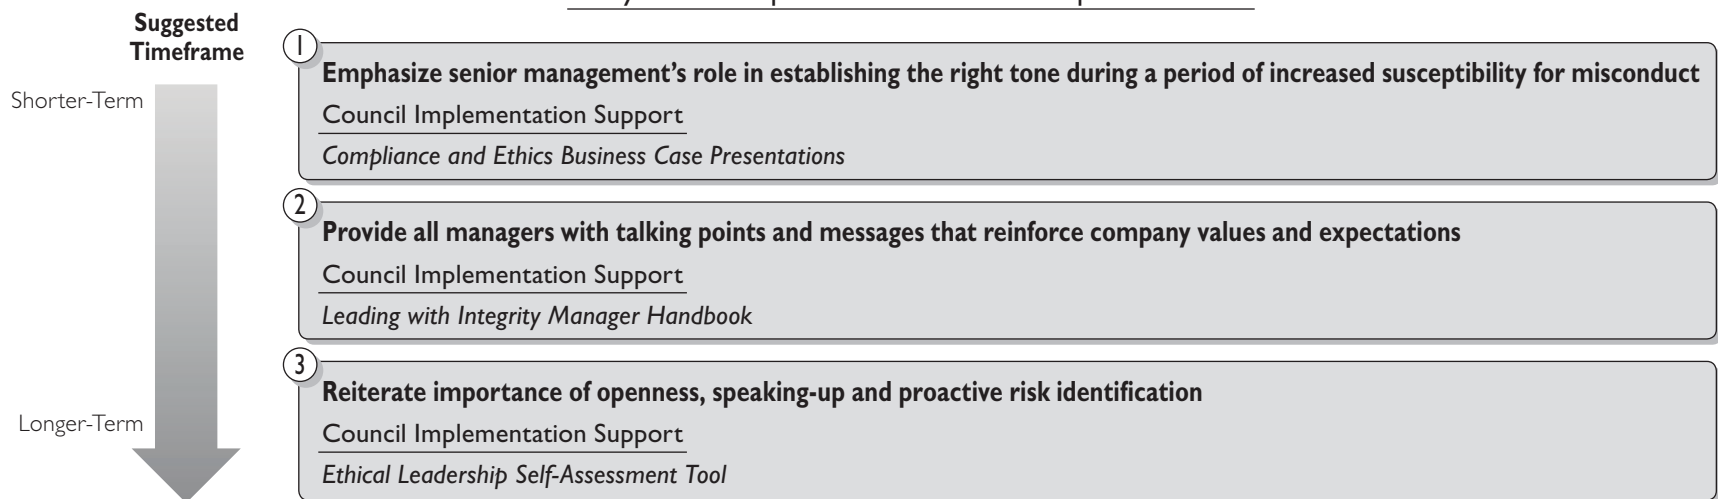 Suggested
Timeframe
Shorter-Term
Longer-Term
1
Emphasize senior management’s role in establishing the right tone during a period of increased susceptibility for misconduct
Council Implementation Support
Compliance and Ethics Business Case Presentations
2
Provide all managers with talking points and messages that reinforce company values and expectations
Council Implementation Support
Leading with Integrity Manager Handbook
3
Reiterate importance of openness, speaking-up and proactive risk identification
Council Implementation Support
Ethical Leadership Self-Assessment Tool